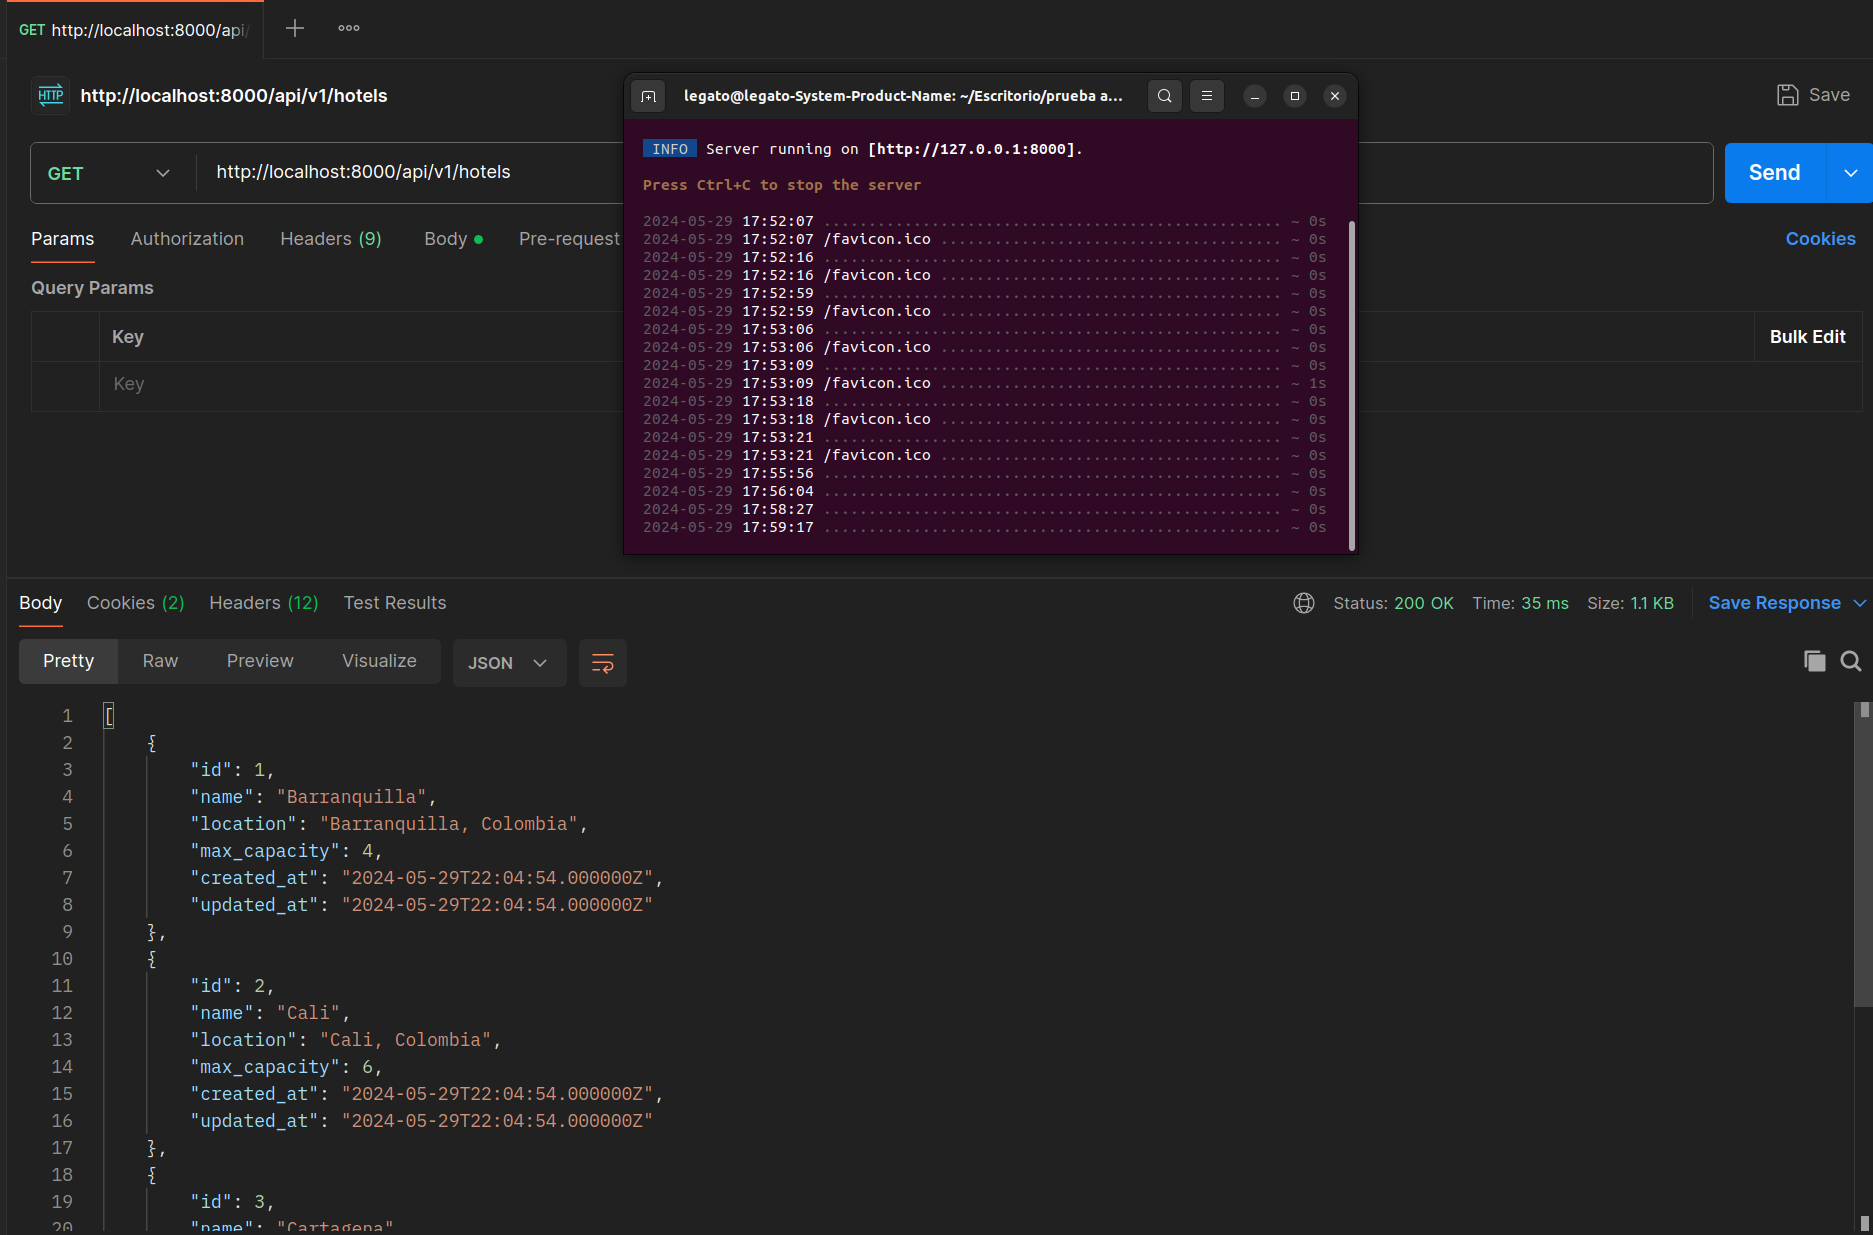 GET http://localhost:8000/api/
HTTP http://localhost:8000/api/v1/hotels
Save
GET http://localhost:8000/api/v1/hotels
Send
Params Authorization Headers (9) Body Pre-request
Cookies
Query Params
Key
Bulk Edit
Key
legato@legato-System-Product-Name: ~/Escritorio/prueba a...
INFO Server running on [http://127.0.0.1:8000].
Press Ctrl+C to stop the server
2024-05-29 17:52:07 ................................................... ~ 0s
2024-05-29 17:52:07 /favicon.ico ...................................... ~ 0s
2024-05-29 17:52:16 ................................................... ~ 0s
2024-05-29 17:52:16 /favicon.ico ...................................... ~ 0s
2024-05-29 17:52:59 ................................................... ~ 0s
2024-05-29 17:52:59 /favicon.ico ...................................... ~ 0s
2024-05-29 17:53:06 ................................................... ~ 0s
2024-05-29 17:53:06 /favicon.ico ...................................... ~ 0s
2024-05-29 17:53:09 ................................................... ~ 0s
2024-05-29 17:53:09 /favicon.ico ...................................... ~ 1s
2024-05-29 17:53:18 ................................................... ~ 0s
2024-05-29 17:53:18 /favicon.ico ...................................... ~ 0s
2024-05-29 17:53:21 ................................................... ~ 0s
2024-05-29 17:53:21 /favicon.ico ...................................... ~ 0s
2024-05-29 17:55:56 ................................................... ~ 0s
2024-05-29 17:56:04 ................................................... ~ 0s
2024-05-29 17:58:27 ................................................... ~ 0s
2024-05-29 17:59:17 ................................................... ~ 0s
Body Cookies (2) Headers (12) Test Results
Status: 200 OK Time: 35 ms Size: 1.1 KB Save Response
Pretty Raw Preview Visualize JSON
1 [
2 {
3 "id": 1,
4 "name": "Barranquilla",
5 "location": "Barranquilla, Colombia",
6 "max_capacity": 4,
7 "created_at": "2024-05-29T22:04:54.000000Z",
8 "updated_at": "2024-05-29T22:04:54.000000Z"
9 },
10 {
11 "id": 2,
12 "name": "Cali",
13 "location": "Cali, Colombia",
14 "max_capacity": 6,
15 "created_at": "2024-05-29T22:04:54.000000Z",
16 "updated_at": "2024-05-29T22:04:54.000000Z"
17 },
18 {
19 "id": 3,
20 "name": "Cartagena"